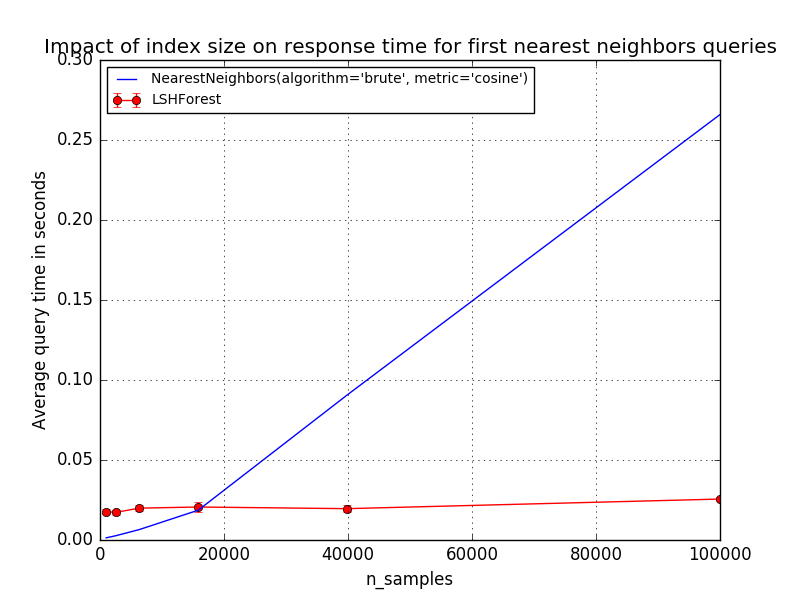 Impact of index size on response time for first nearest neighbors queries
NearestNeighbors(algorithm='brute', metric='cosine')
LSHForest
Average query time in seconds
0.30
0.25
0.20
0.15
0.10
0.05
0.00
0 20000 40000 60000 80000 100000
n_samples